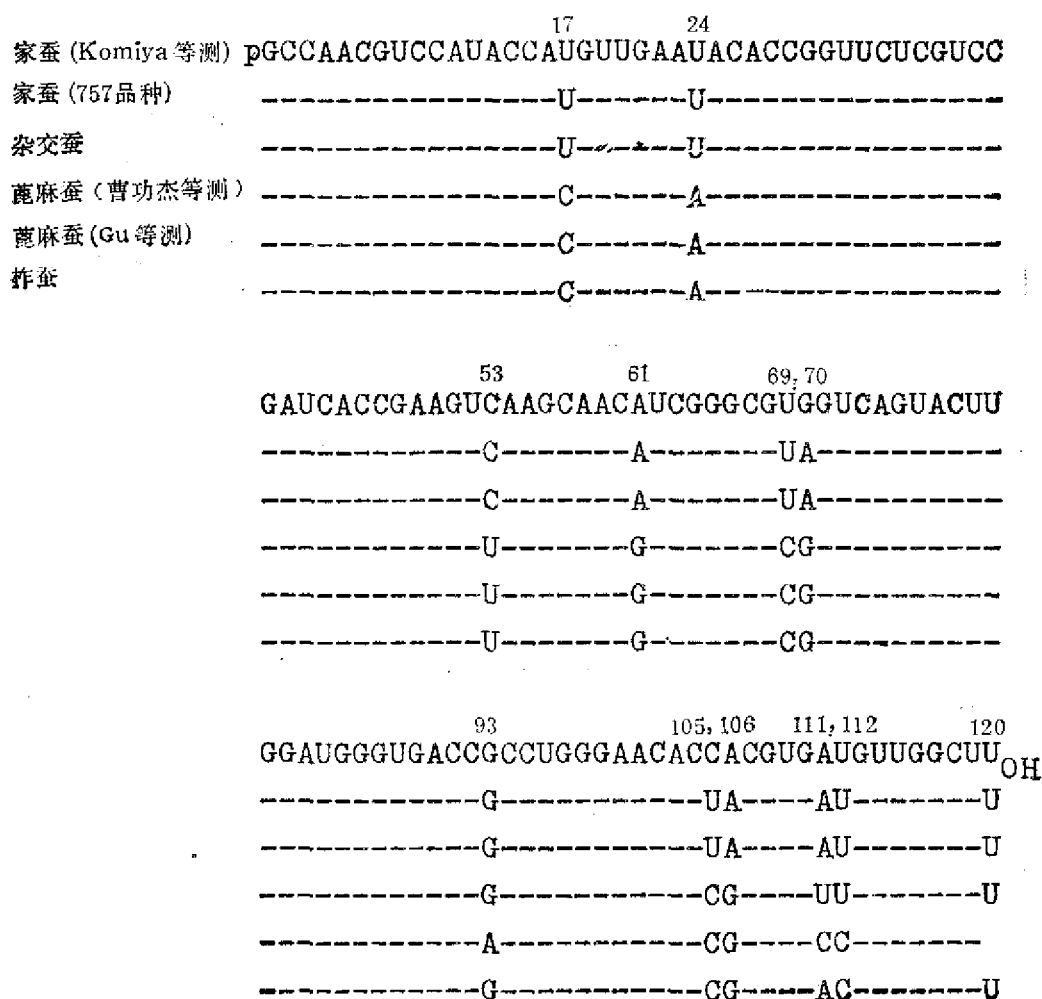 17 24
家蚕 (Komiya 等测) pGCCAACGUCCAUACCAUGUUGAAUACACCGGUUCUCGUCC
家蚕 (757品种) ----------------U------U----------------
杂交蚕 ----------------U------U----------------
蓖麻蚕 (曹功杰等测) ----------------C------A----------------
蓖麻蚕 (Gu 等测) ----------------C------A----------------
柞蚕 ----------------C------A----------------
53 61 69,70
GAUCACCGAAGUCAAGCAACAUCGGGCGUGGUCAGUACUU
------------C-------A-------UA----------
------------C-------A-------UA----------
------------U-------G-------CG----------
------------U-------G-------CG----------
------------U-------G-------CG----------
93 105,106 111,112 120
GGAUGGGUGACCGCCUGGGAACACCACGUGAUGUUGGCUUOH
------------G-----------UA----AU-------U
------------G-----------UA----AU-------U
------------G-----------CG----UU-------U
------------A-----------CG----CC-------
------------G-----------CG----AC-------U